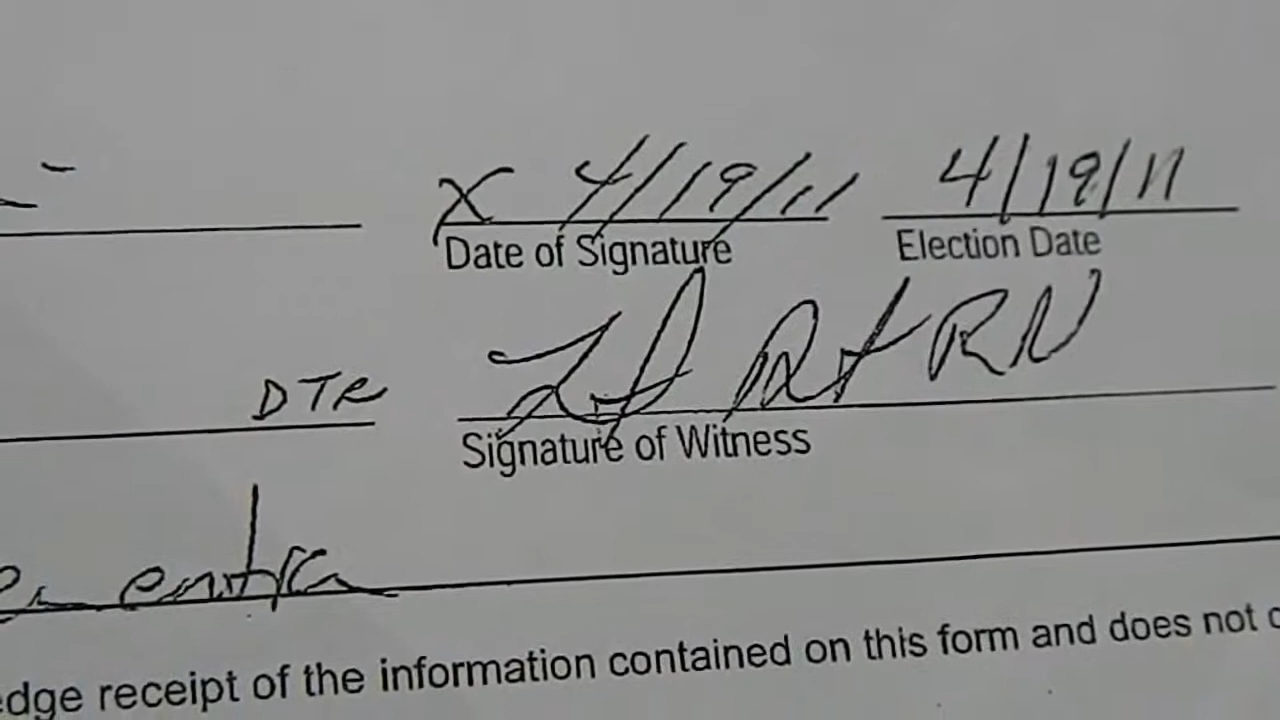 X 4/19/11 4/19/11
Date of Signature Election Date
DTR RN
Signature of Witness
edge receipt of the information contained on this form and does not